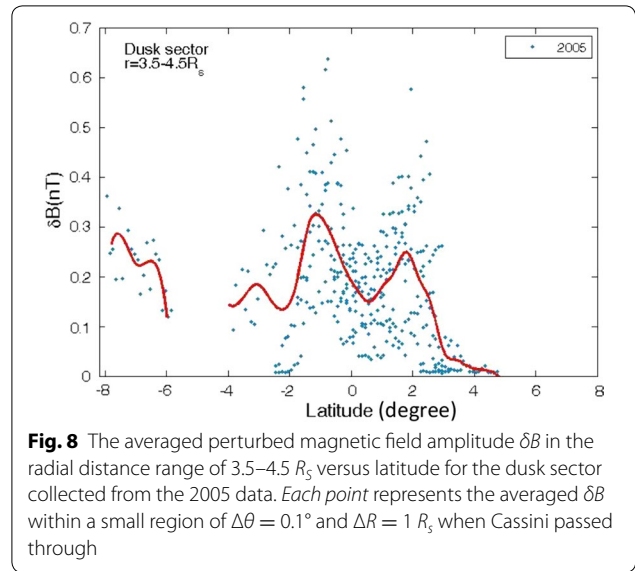 0.7
Dusk sector
r=3.5-4.5Rs
2005
0.6
0.5
0.4
0.3
0.2
0.1
0
δB(nT)
-8 -6 -4 -2 0 2 4 6 8
Latitude (degree)
Fig. 8 The averaged perturbed magnetic field amplitude δB in the
radial distance range of 3.5–4.5 RS versus latitude for the dusk sector
collected from the 2005 data. Each point represents the averaged δB
within a small region of Δθ = 0.1° and ΔR = 1 Rs when Cassini passed
through